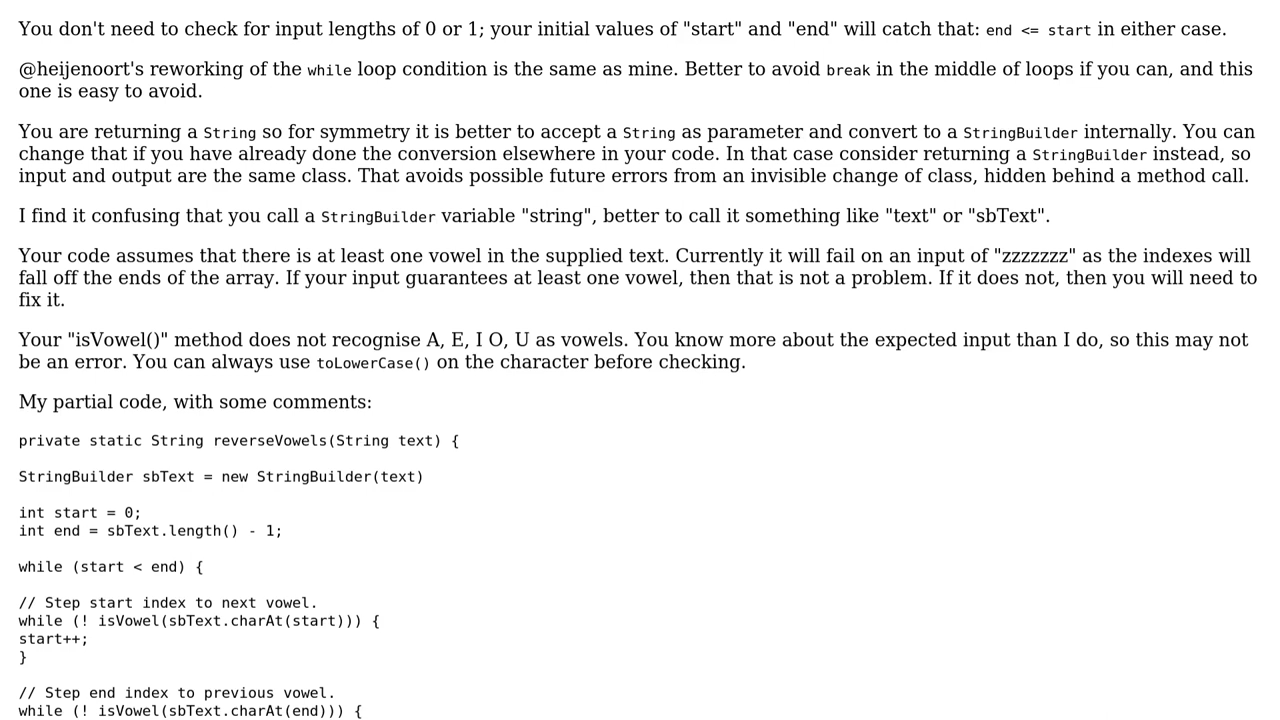 You don't need to check for input lengths of 0 or 1; your initial values of "start" and "end" will catch that: end <= start in either case.
@heijenoort's reworking of the while loop condition is the same as mine. Better to avoid break in the middle of loops if you can, and this
one is easy to avoid.
You are returning a String so for symmetry it is better to accept a String as parameter and convert to a StringBuilder internally. You can
change that if you have already done the conversion elsewhere in your code. In that case consider returning a StringBuilder instead, so
input and output are the same class. That avoids possible future errors from an invisible change of class, hidden behind a method call.
I find it confusing that you call a StringBuilder variable "string", better to call it something like "text" or "sbText".
Your code assumes that there is at least one vowel in the supplied text. Currently it will fail on an input of "zzzzzzz" as the indexes will
fall off the ends of the array. If your input guarantees at least one vowel, then that is not a problem. If it does not, then you will need to
fix it.
Your "isVowel()" method does not recognise A, E, I O, U as vowels. You know more about the expected input than I do, so this may not
be an error. You can always use toLowerCase() on the character before checking.
My partial code, with some comments:
private static String reverseVowels(String text) {
StringBuilder sbText = new StringBuilder(text)
int start = 0;
int end = sbText.length() - 1;
while (start < end) {
// Step start index to next vowel.
while (! isVowel(sbText.charAt(start))) {
start++;
}
// Step end index to previous vowel.
while (! isVowel(sbText.charAt(end))) {